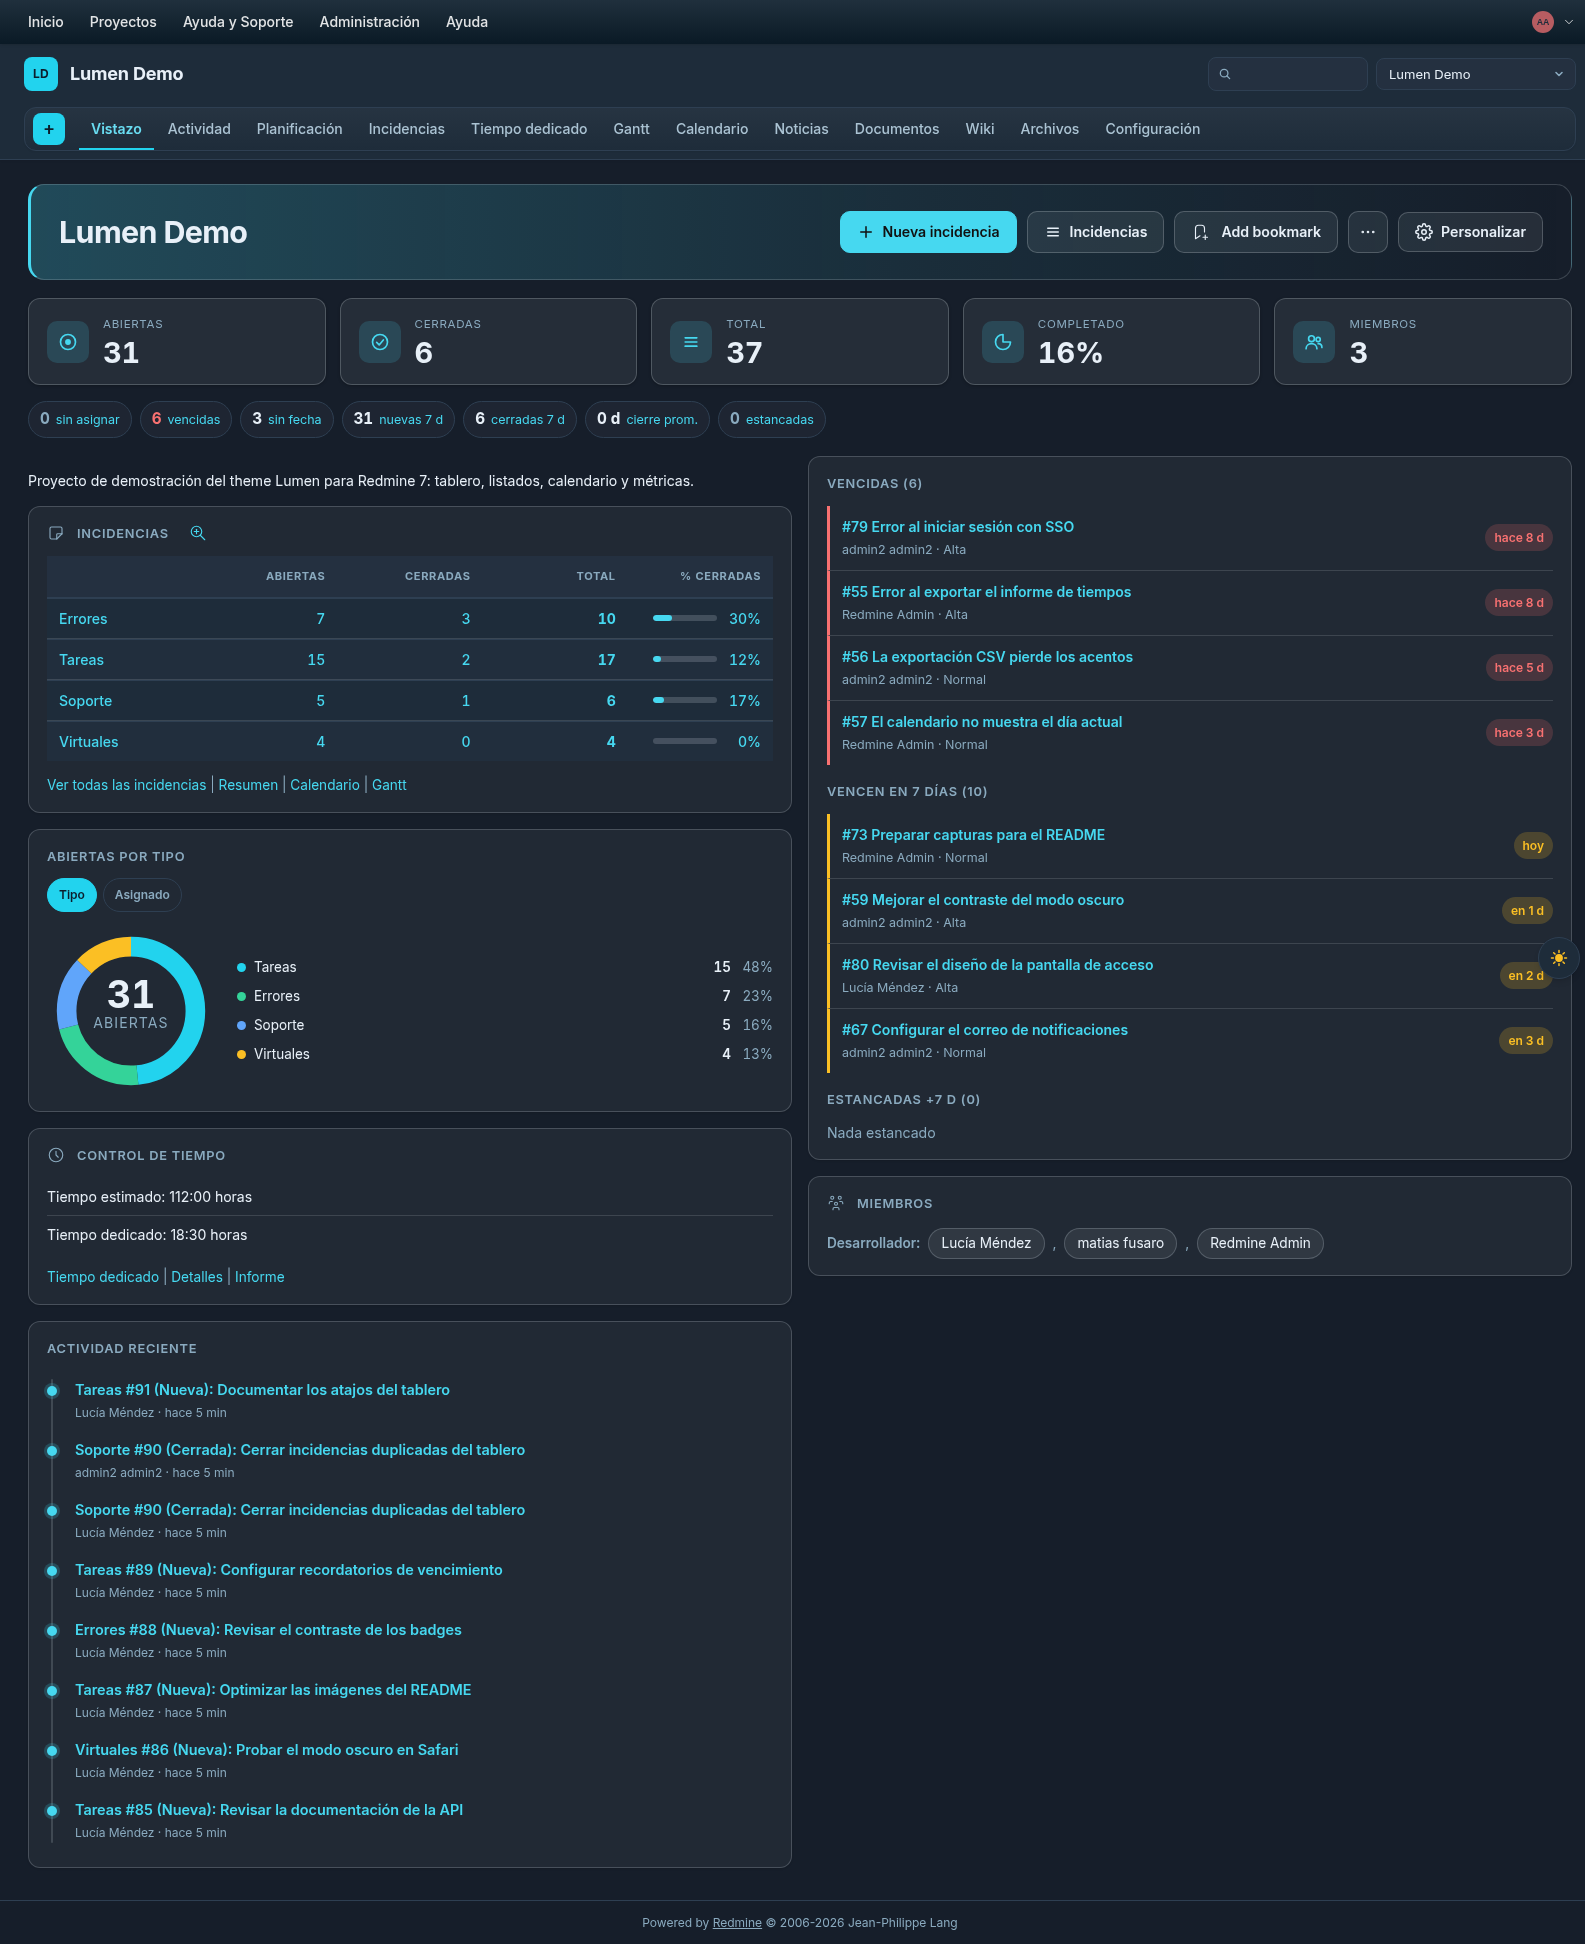 Inicio Proyectos Ayuda y Soporte Administración Ayuda AA
LD Lumen Demo Lumen Demo
+ Vistazo Actividad Planificación Incidencias Tiempo dedicado Gantt Calendario Noticias Documentos Wiki Archivos Configuración
Lumen Demo + Nueva incidencia Incidencias Add bookmark ··· Personalizar
ABIERTAS CERRADAS TOTAL COMPLETADO MIEMBROS
31 6 37 16% 3
0 sin asignar 6 vencidas 3 sin fecha 31 nuevas 7 d 6 cerradas 7 d 0 d cierre prom. 0 estancadas
Proyecto de demostración del theme Lumen para Redmine 7: tablero, listados, calendario y métricas.
INCIDENCIAS
ABIERTAS CERRADAS TOTAL % CERRADAS
Errores 7 3 10 30%
Tareas 15 2 17 12%
Soporte 5 1 6 17%
Virtuales 4 0 4 0%
Ver todas las incidencias | Resumen | Calendario | Gantt
ABIERTAS POR TIPO
Tipo Asignado
31
ABIERTAS
Tareas 15 48%
Errores 7 23%
Soporte 5 16%
Virtuales 4 13%
CONTROL DE TIEMPO
Tiempo estimado: 112:00 horas
Tiempo dedicado: 18:30 horas
Tiempo dedicado | Detalles | Informe
ACTIVIDAD RECIENTE
Tareas #91 (Nueva): Documentar los atajos del tablero
Lucía Méndez · hace 5 min
Soporte #90 (Cerrada): Cerrar incidencias duplicadas del tablero
admin2 admin2 · hace 5 min
Soporte #90 (Cerrada): Cerrar incidencias duplicadas del tablero
Lucía Méndez · hace 5 min
Tareas #89 (Nueva): Configurar recordatorios de vencimiento
Lucía Méndez · hace 5 min
Errores #88 (Nueva): Revisar el contraste de los badges
Lucía Méndez · hace 5 min
Tareas #87 (Nueva): Optimizar las imágenes del README
Lucía Méndez · hace 5 min
Virtuales #86 (Nueva): Probar el modo oscuro en Safari
Lucía Méndez · hace 5 min
Tareas #85 (Nueva): Revisar la documentación de la API
Lucía Méndez · hace 5 min
VENCIDAS (6)
#79 Error al iniciar sesión con SSO
admin2 admin2 · Alta
hace 8 d
#55 Error al exportar el informe de tiempos
Redmine Admin · Alta
hace 8 d
#56 La exportación CSV pierde los acentos
admin2 admin2 · Normal
hace 5 d
#57 El calendario no muestra el día actual
Redmine Admin · Normal
hace 3 d
VENCEN EN 7 DÍAS (10)
#73 Preparar capturas para el README
Redmine Admin · Normal
hoy
#59 Mejorar el contraste del modo oscuro
admin2 admin2 · Alta
en 1 d
#80 Revisar el diseño de la pantalla de acceso
Lucía Méndez · Alta
en 2 d
#67 Configurar el correo de notificaciones
admin2 admin2 · Normal
en 3 d
ESTANCADAS +7 D (0)
Nada estancado
MIEMBROS
Desarrollador: Lucía Méndez , matias fusaro , Redmine Admin
Powered by Redmine © 2006-2026 Jean-Philippe Lang